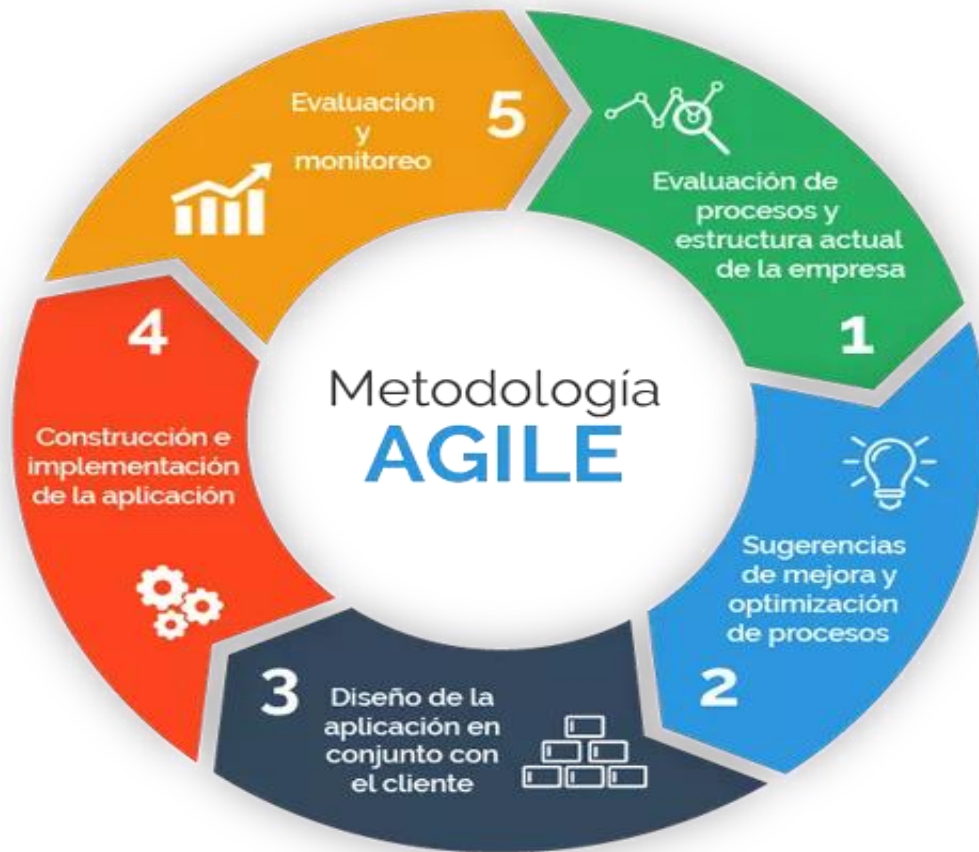 Metodología
AGILE
Evaluación de
procesos y
estructura actual
de la empresa
1
Sugerencias
de mejora y
optimización
de procesos
2
3
Diseño de la
aplicación en
conjunto con
el cliente
4
Construcción e
implementación
de la aplicación
Evaluación
y
monitoreo
5